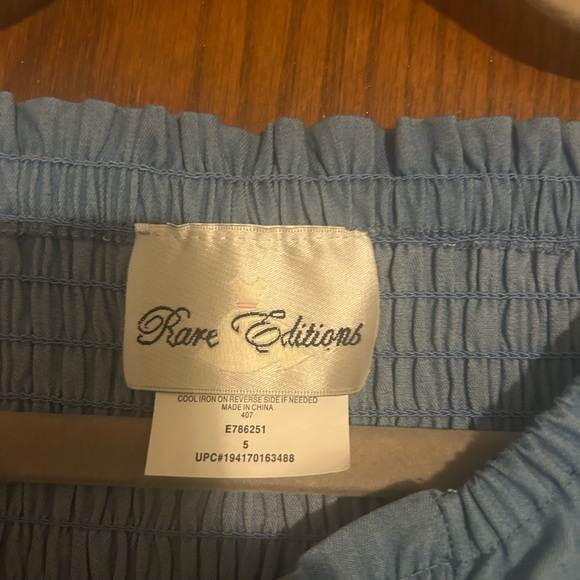 Rare Editions
COOL IRON ON REVERSE SIDE IF NEEDED
MADE IN CHINA
407
E786251
5
UPC#194170163488